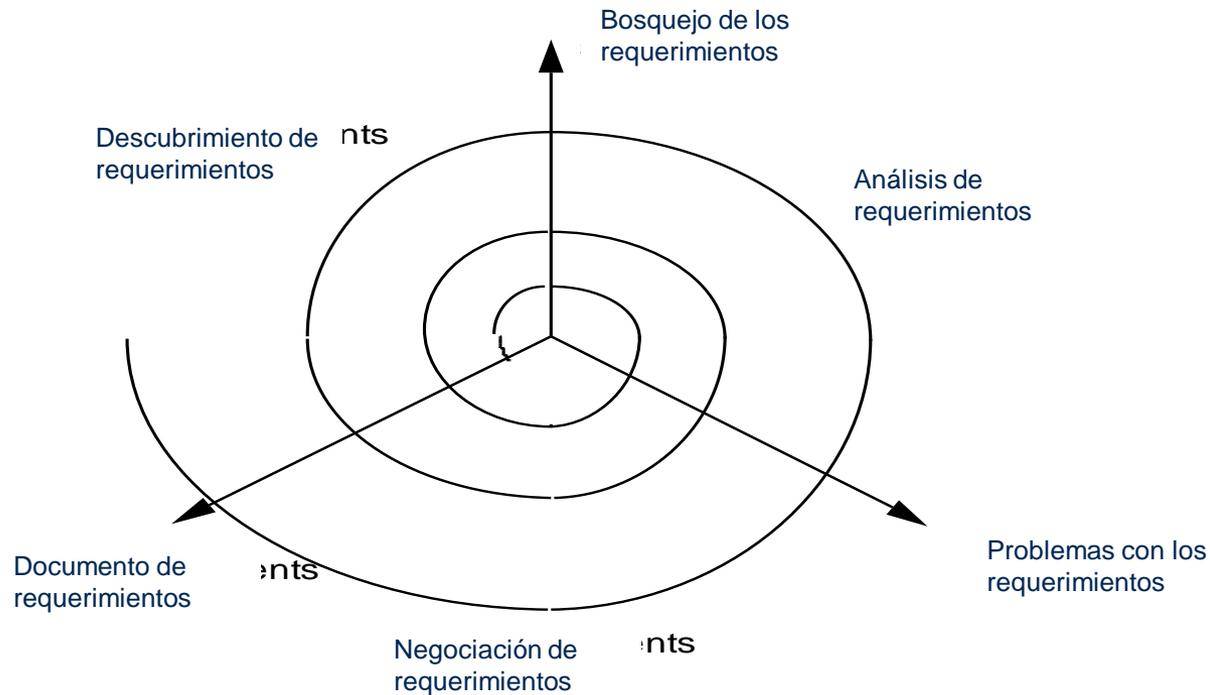 Bosquejo de los
requerimientos
Descubrimiento de nts
requerimientos
Análisis de
requerimientos
Documento de
requerimientos
ents
Problemas con los
requerimientos
Negociación de nts
requerimientos